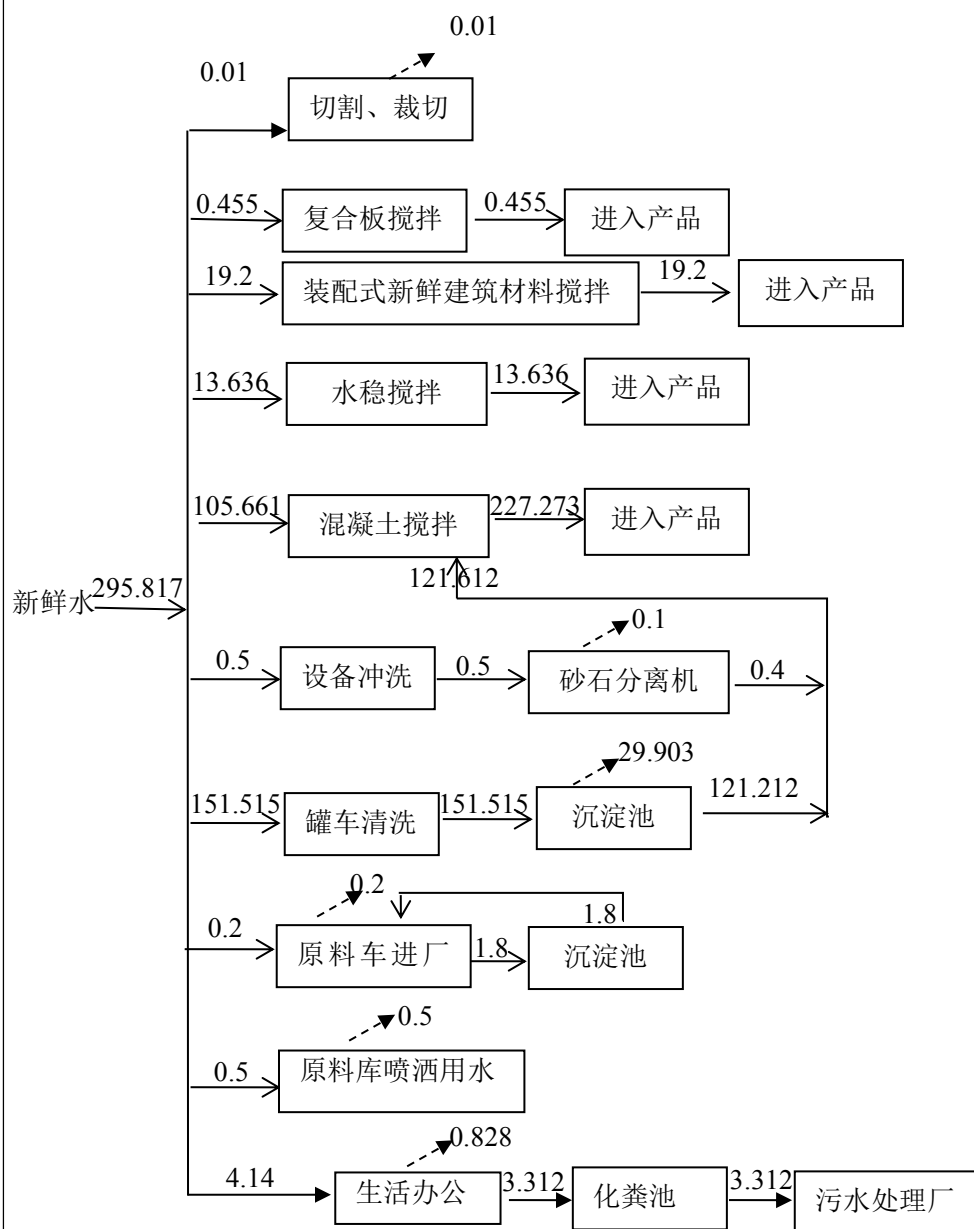 0.01
0.01
切割、裁切
0.455
复合板搅拌
0.455
进入产品
19.2
装配式新鲜建筑材料搅拌
19.2
进入产品
13.636
水稳搅拌
13.636
进入产品
105.661
混凝土搅拌
227.273
进入产品
121.612
新鲜水
295.817
0.1
0.5
设备冲洗
0.5
砂石分离机
0.4
29.903
151.515
罐车清洗
151.515
沉淀池
121.212
0.2
1.8
0.2
原料车进厂
1.8
沉淀池
0.5
0.5
原料库喷洒用水
0.828
4.14
生活办公
3.312
化粪池
3.312
污水处理厂